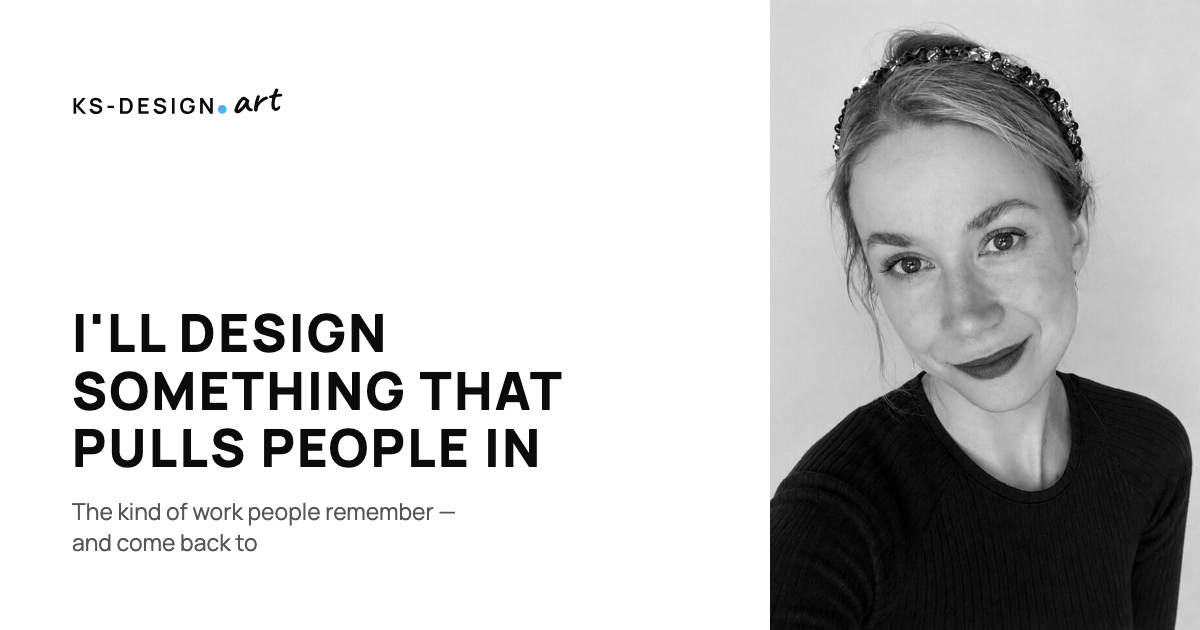 KS-DESIGN.art
I'LL DESIGN
SOMETHING THAT
PULLS PEOPLE IN
The kind of work people remember —
and come back to